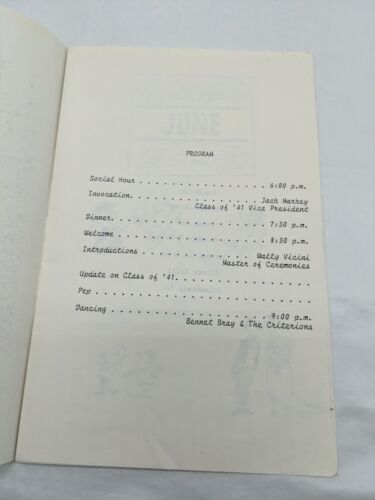 JUNE
PROGRAM
Social Hour . . . . . . . . . . . . . . . . . 6:00 p.m.
Invocation. . . . . . . . . . . . . . . . . Jack Markey
Class of '41 Vice President
Dinner. . . . . . . . . . . . . . . . . . . . 7:30 p.m.
Welcome . . . . . . . . . . . . . . . . . . . 8:30 p.m.
Introductions . . . . . . . . . . . . . . Wally Vicini
Master of Ceremonies
Update on Class of '41. . . . . . . . . . . . . . . .
Pep . . . . . . . . . . . . . . . . . . . . . . . . . .
Dancing . . . . . . . . . . . . . . . . . . . 9:00 p.m.
Bennet Bray & The Criterions